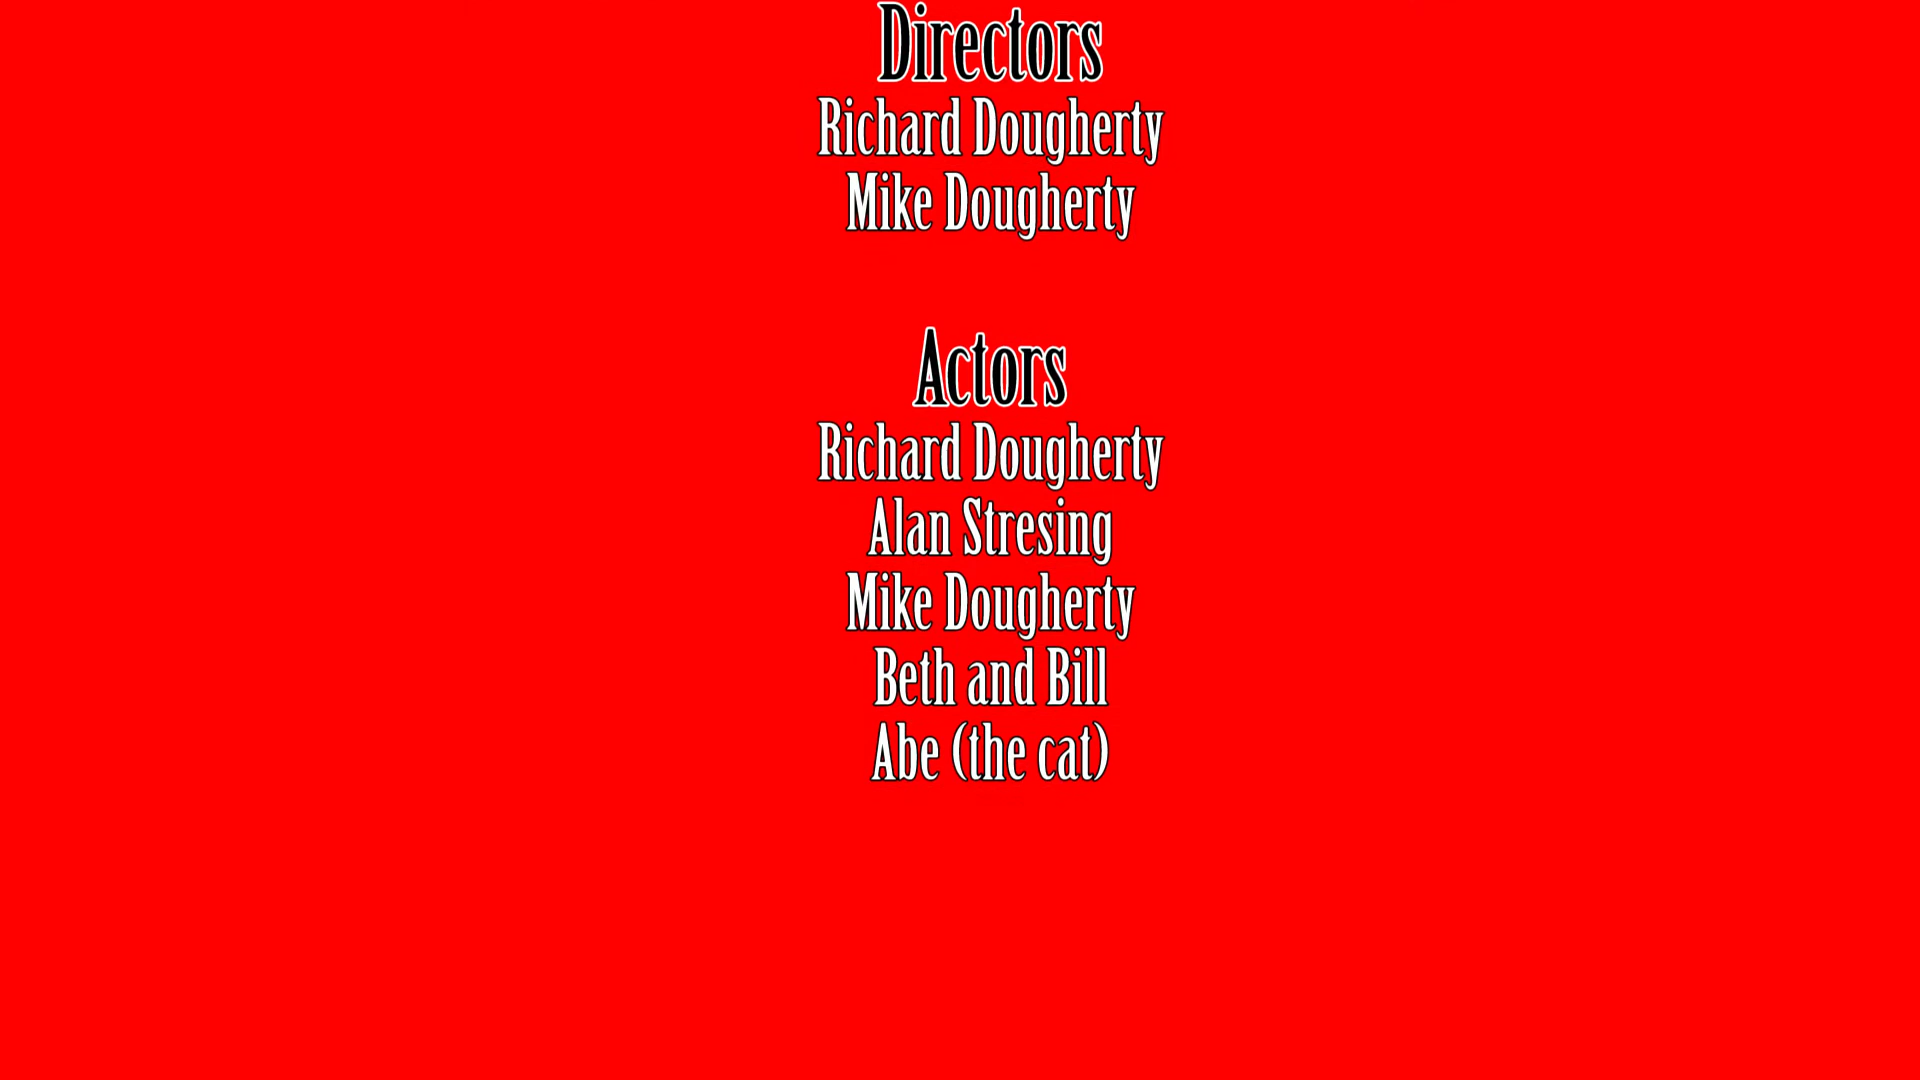 Directors
Richard Dougherty
Mike Dougherty
Actors
Richard Dougherty
Alan Stresing
Mike Dougherty
Beth and Bill
Abe (the cat)